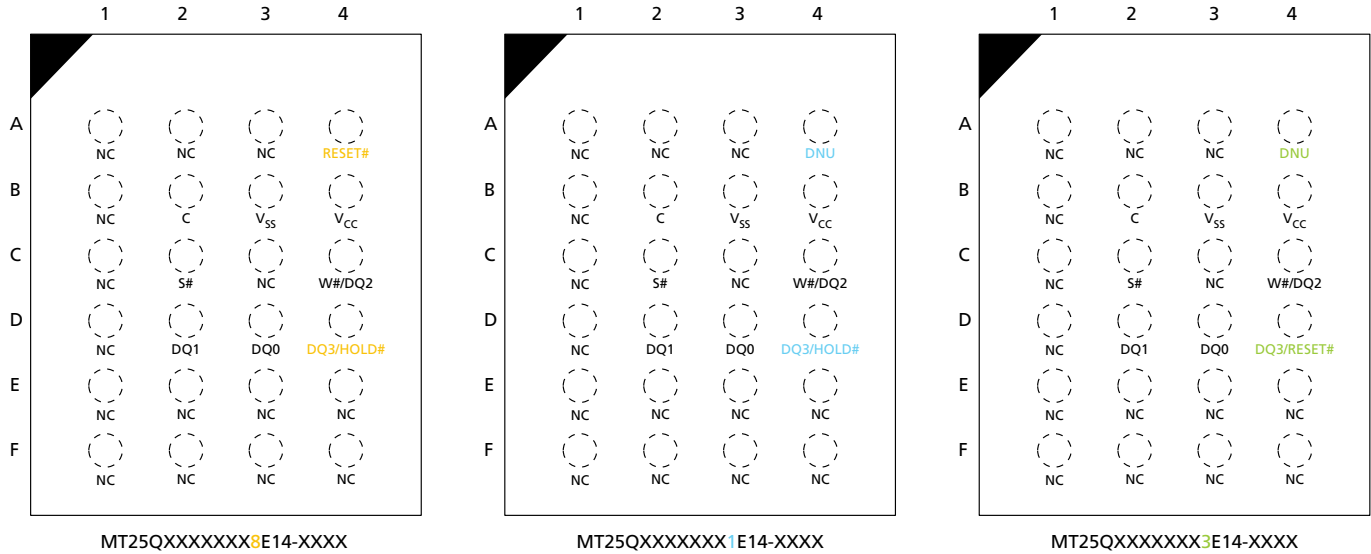 1 2 3 4 1 2 3 4 1 2 3 4
A A A
NC NC NC RESET# NC NC NC DNU NC NC NC DNU
B B B
NC C VSS VCC NC C VSS VCC NC C VSS VCC
C C C
NC S# NC W#/DQ2 NC S# NC W#/DQ2 NC S# NC W#/DQ2
D D D
NC DQ1 DQ0 DQ3/HOLD# NC DQ1 DQ0 DQ3/HOLD# NC DQ1 DQ0 DQ3/RESET#
E E E
NC NC NC NC NC NC NC NC NC NC NC NC
F F F
NC NC NC NC NC NC NC NC NC NC NC NC
MT25QXXXXXXX8E14-XXXX MT25QXXXXXXX1E14-XXXX MT25QXXXXXXX3E14-XXXX